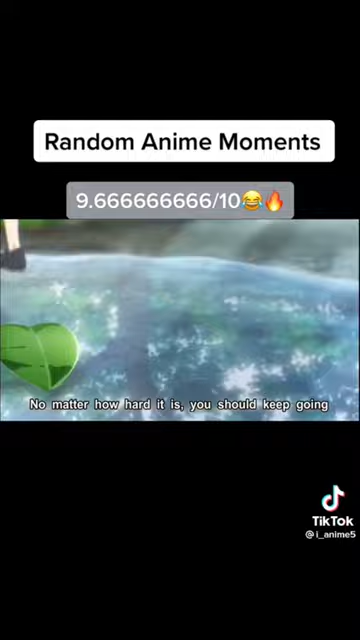 Random Anime Moments
9.666666666/10😂🔥
No matter how hard it is, you should keep going
TikTok
@i_anime5